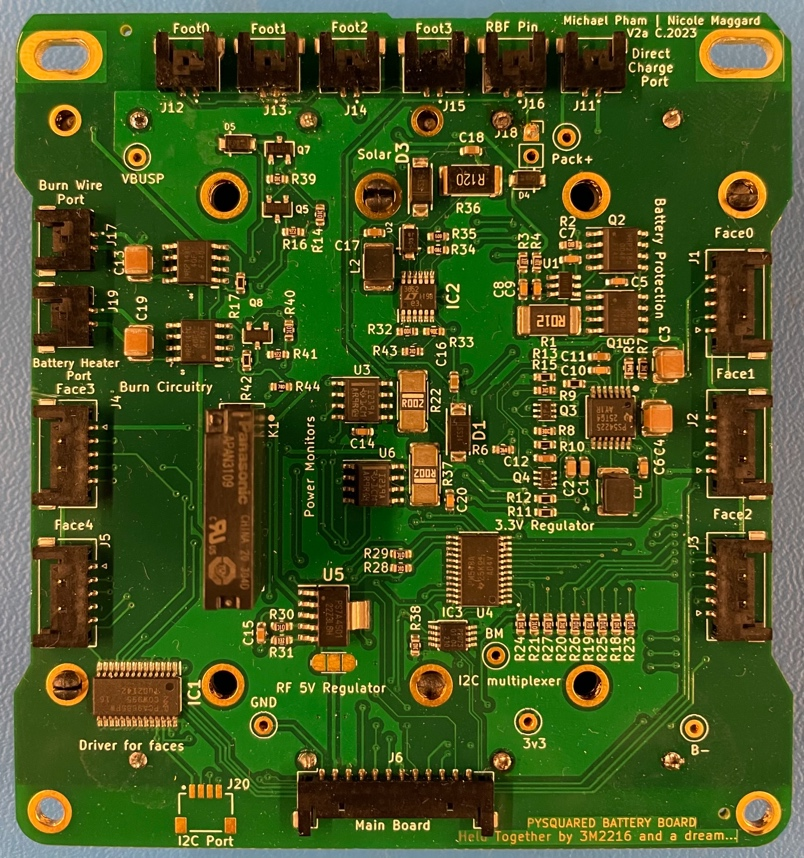 Foot0 Foot1 Foot2 Foot3 RBF Pin
Michael Pham | Nicole Maggard
V2a C.2023
Direct
Charge
Port
J12 J13 J14 J15 J16 J11
J18
Pack+
VBUSP
D5
Q7
R39
Q5
R16
R14
Solar
D3
C18
R120
R36
D4
Burn Wire
Port
J17
C13
R17
J19
C19
Battery Heater
Port
Burn Circuitry
Q8
R40
R41
R42
R44
C17
D2
L2
R35
R34
IC2
R32
R33
R43
C16
R2
C7
Q2
R3
R4
U1
C8
C9
C5
R012
R1
Q1
Battery Protection
Face0
J1
Face1
R13
R15
C11
C10
R5
R7
C3
R9
Q3
R8
R10
C12
Q4
R12
R11
C2
C1
L1
C4
C6
3.3V Regulator
J2
Face2
J3
Face3
J4
Face4
J5
K1
Panasonic
APAN3109
CHINA
Power Monitors
U3
C14
R002
R22
U6
R002
R37
C20
D1
R6
R29
R28
U5
C15
R30
R31
RF 5V Regulator
R38
IC3
U4
BM
I2C multiplexer
IC1
Driver for faces
GND
3v3
B-
J20
I2C Port
J6
Main Board
PYSQUARED BATTERY BOARD
Held Together by 3M2216 and a dream...